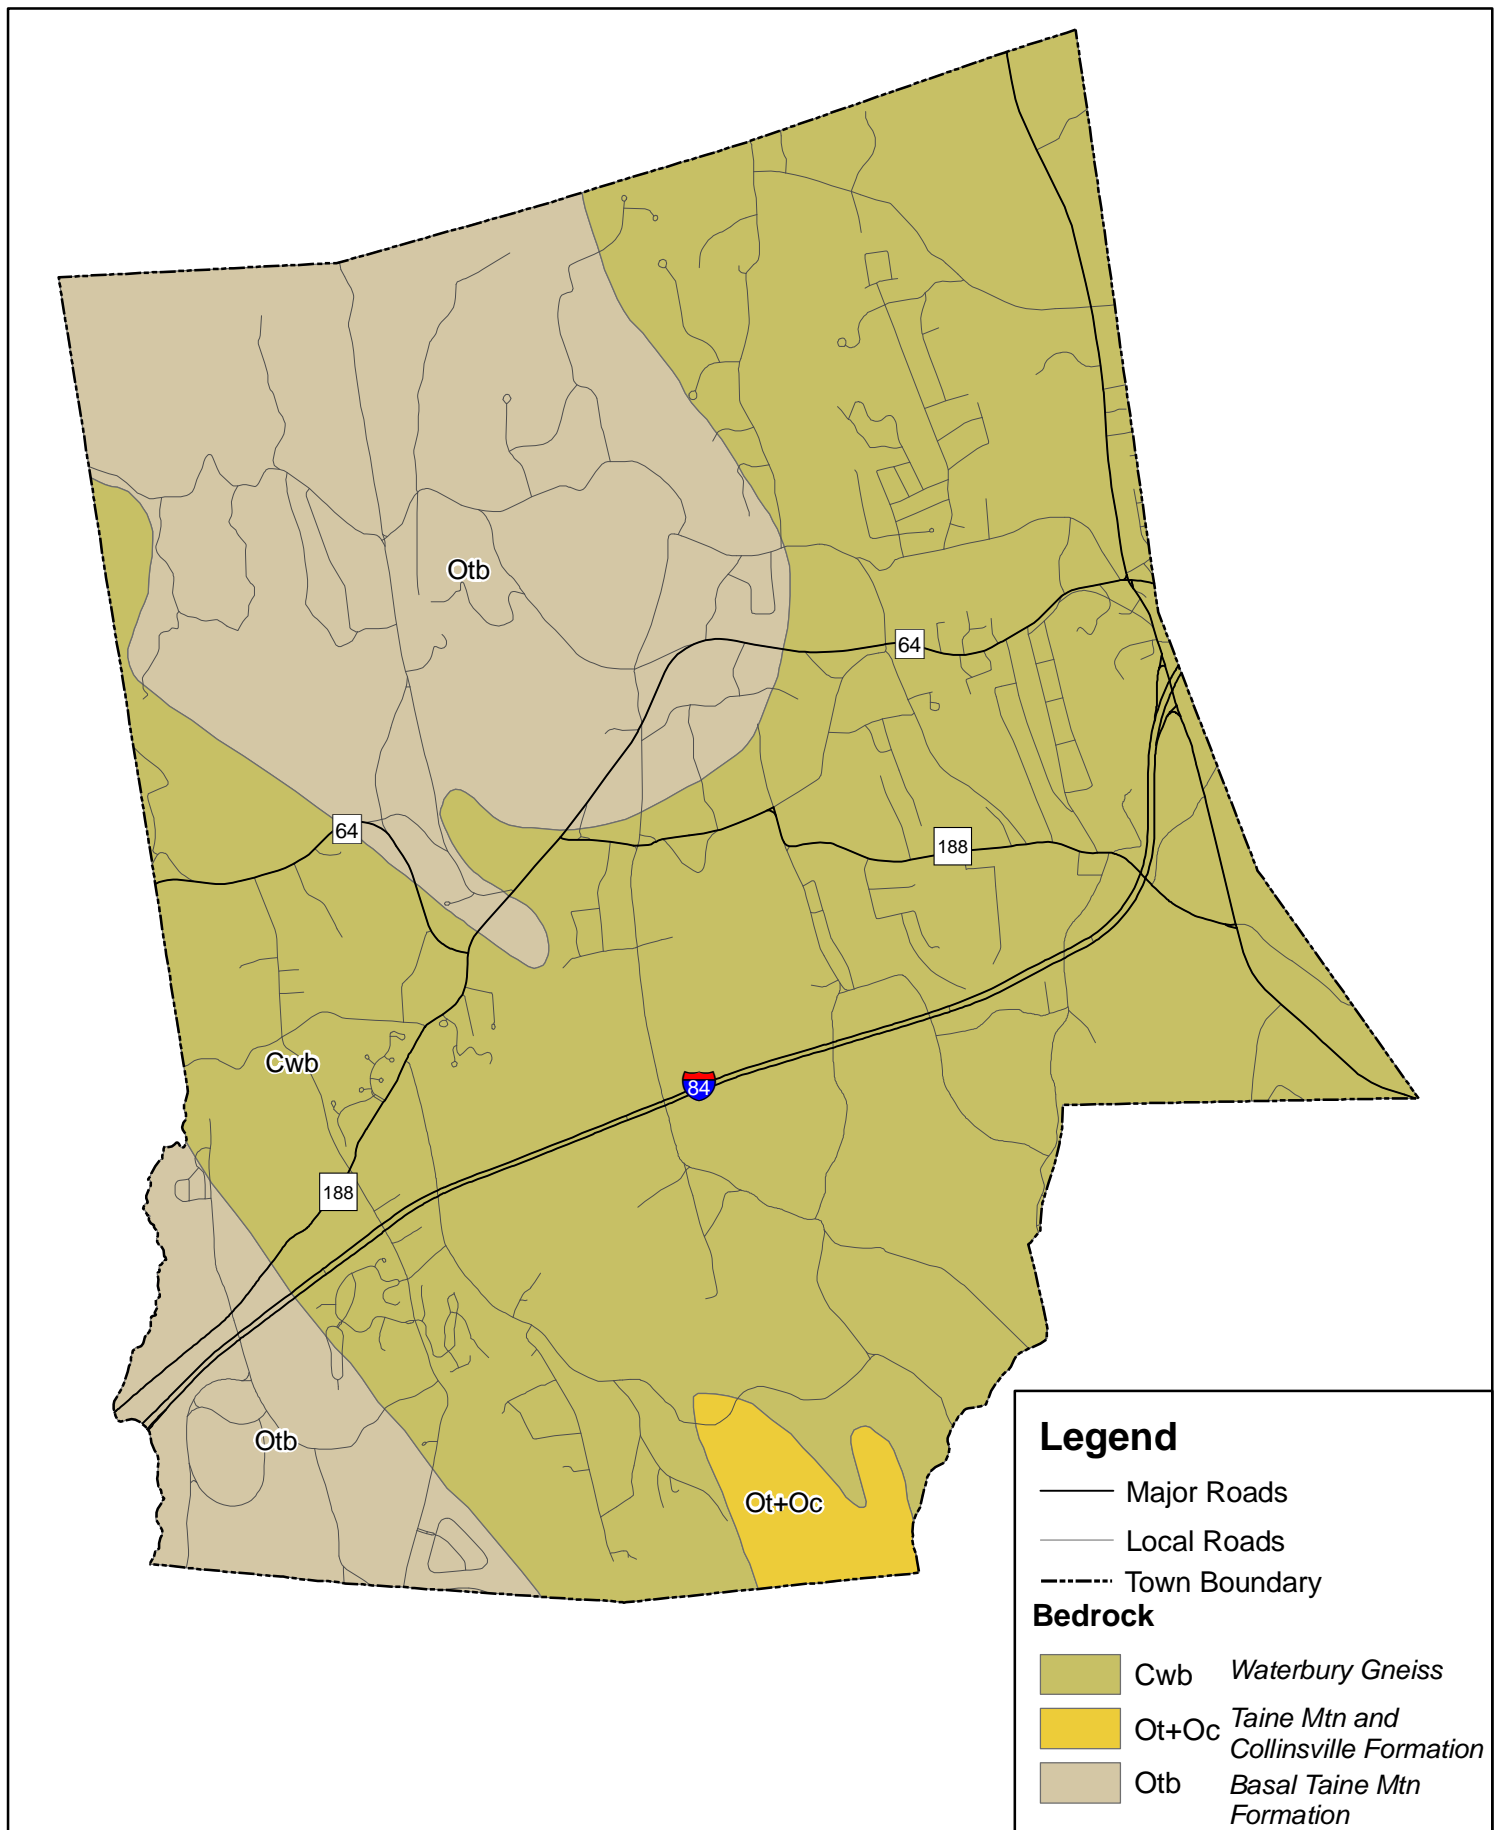 Otb
64
64
188
Cwb
84
188
Otb
Ot+Oc
Legend
Major Roads
Local Roads
Town Boundary
Bedrock
Cwb Waterbury Gneiss
Ot+Oc Taine Mtn and
Collinsville Formation
Otb Basal Taine Mtn
Formation